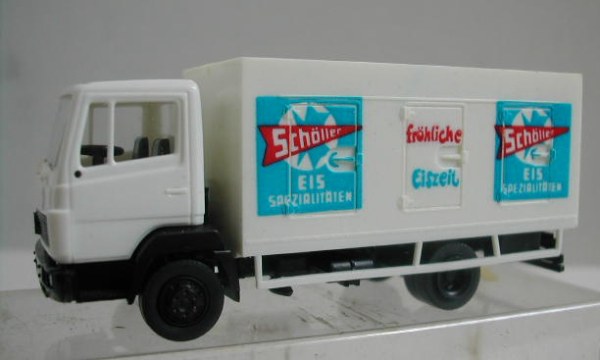 Schöller
EIS
SPEZIALITÄTEN
fröhliche
Eiszeit
Schöller
EIS
SPEZIALITÄTEN